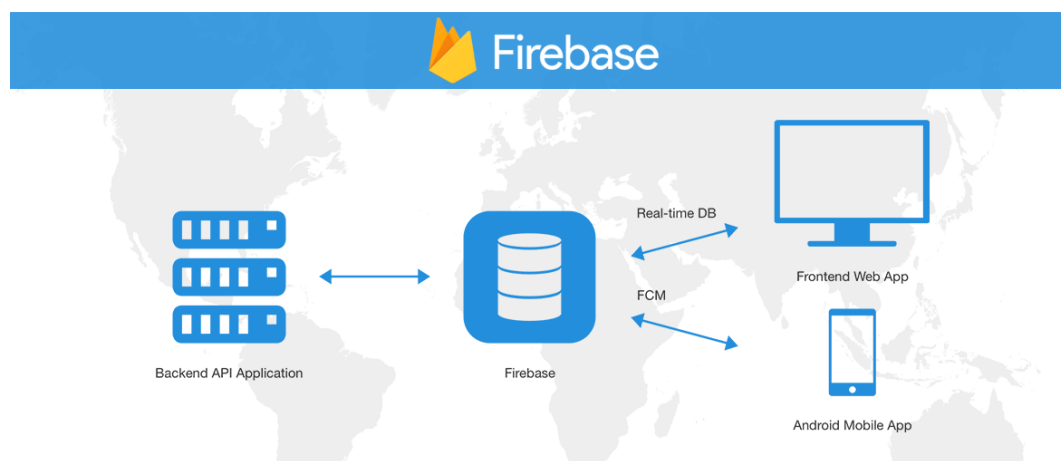 Firebase
Real-time DB
Frontend Web App
FCM
Backend API Application
Firebase
Android Mobile App